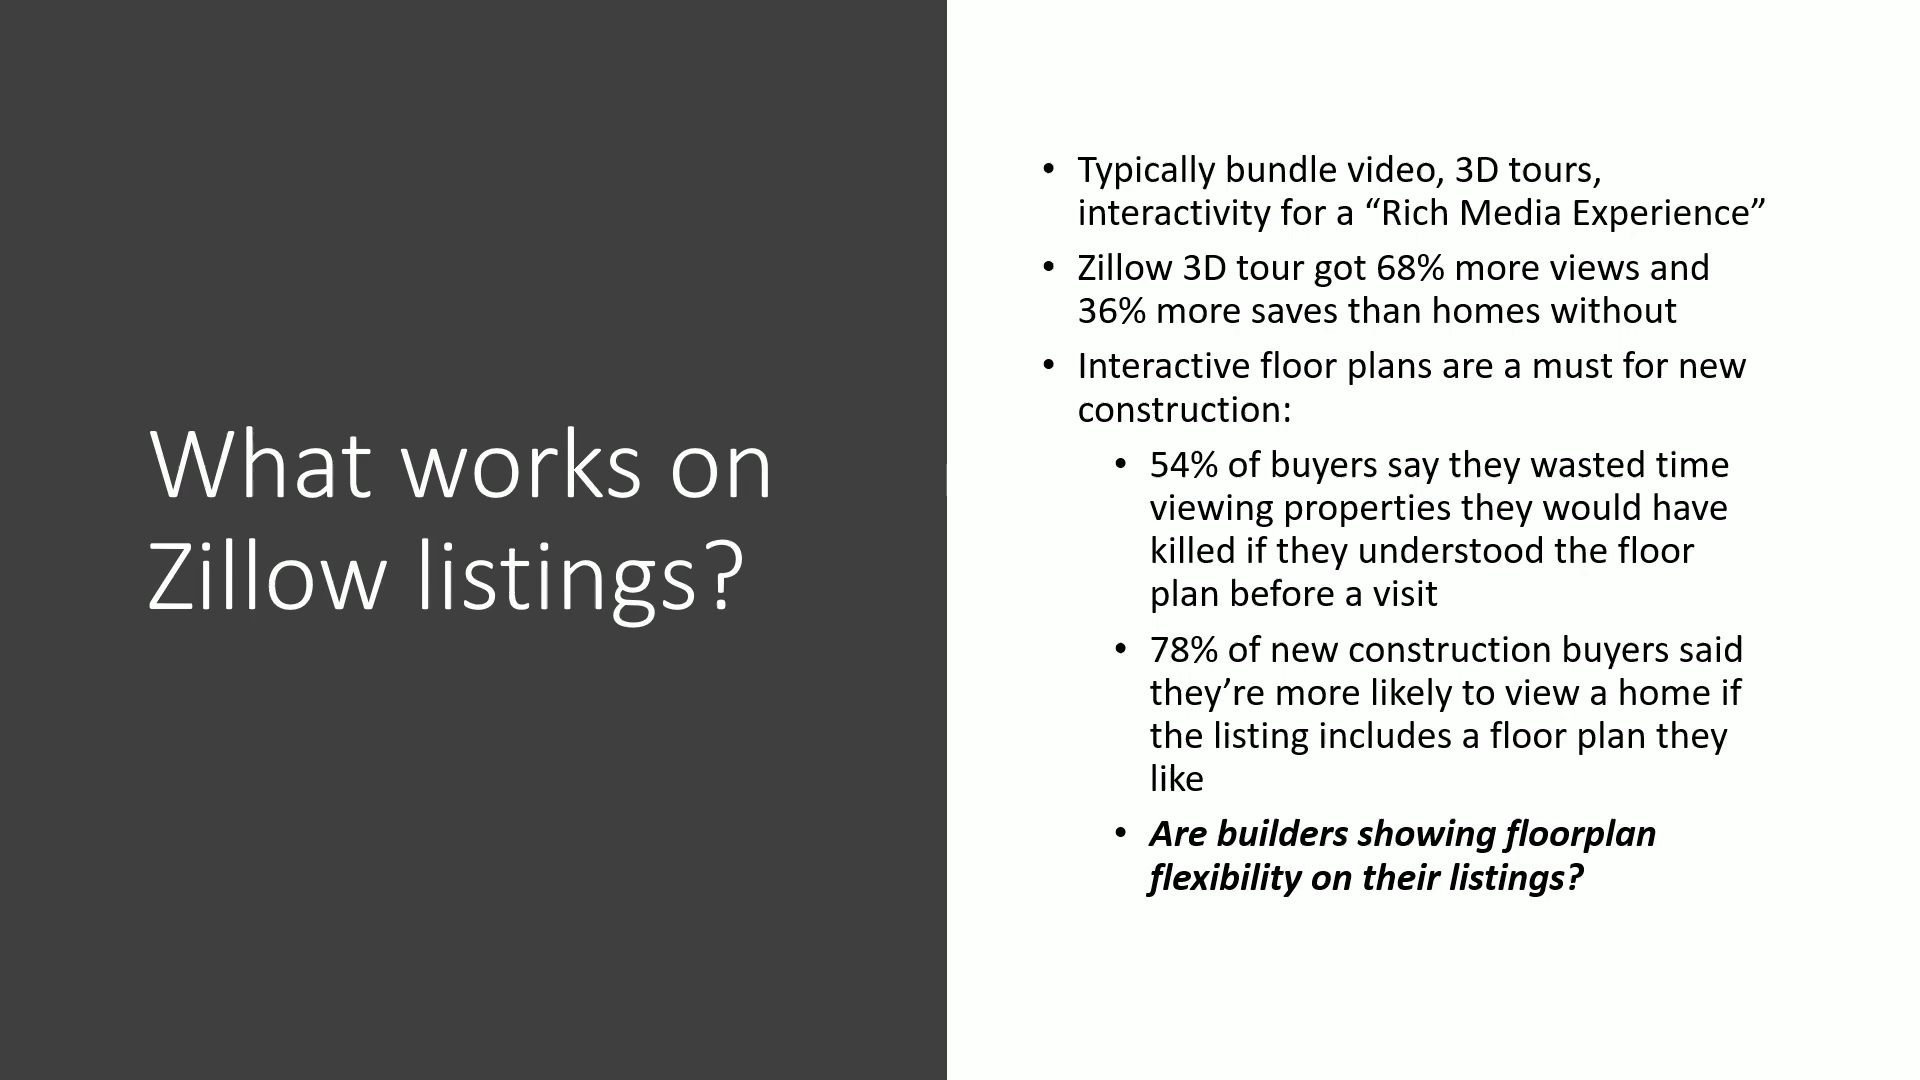 What works on
Zillow listings?
• Typically bundle video, 3D tours,
interactivity for a “Rich Media Experience”
• Zillow 3D tour got 68% more views and
36% more saves than homes without
• Interactive floor plans are a must for new
construction:
• 54% of buyers say they wasted time
viewing properties they would have
killed if they understood the floor
plan before a visit
• 78% of new construction buyers said
they’re more likely to view a home if
the listing includes a floor plan they
like
• Are builders showing floorplan
flexibility on their listings?